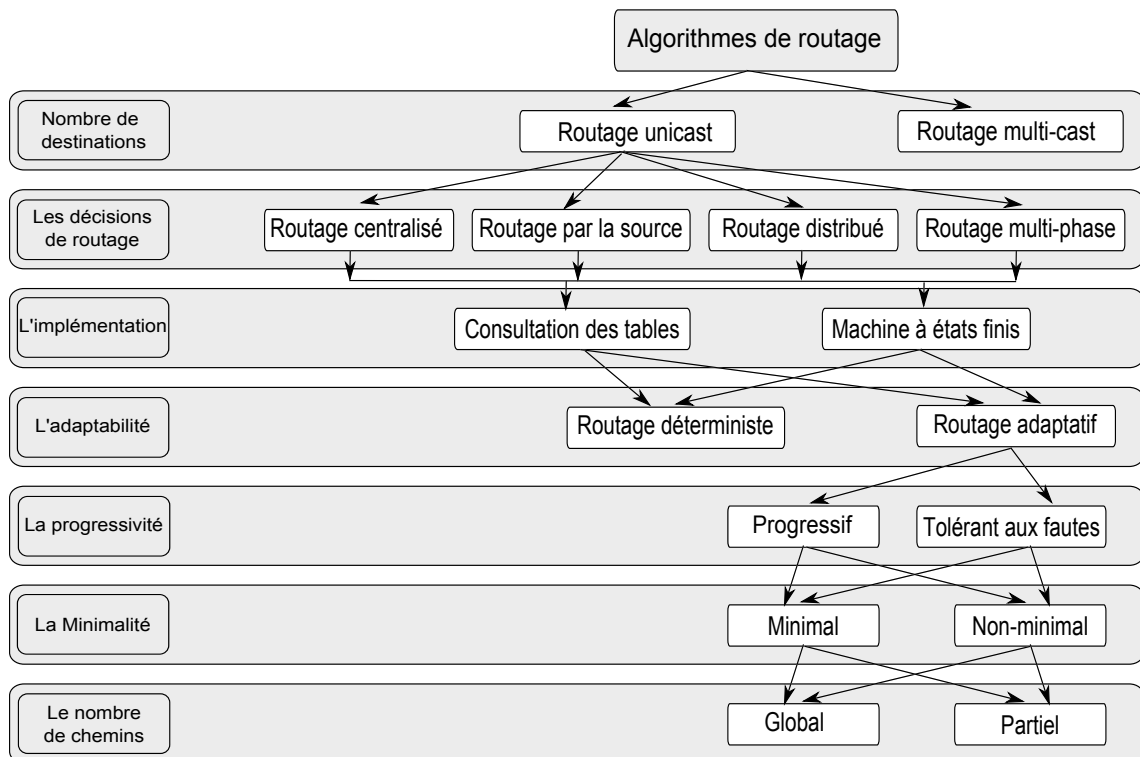 Algorithmes de routage
Nombre de
destinations
Routage unicast
Routage multi-cast
Les décisions
de routage
Routage centralisé
Routage par la source
Routage distribué
Routage multi-phase
L'implémentation
Consultation des tables
Machine à états finis
L'adaptabilité
Routage déterministe
Routage adaptatif
La progressivité
Progressif
Tolérant aux fautes
La Minimalité
Minimal
Non-minimal
Le nombre
de chemins
Global
Partiel